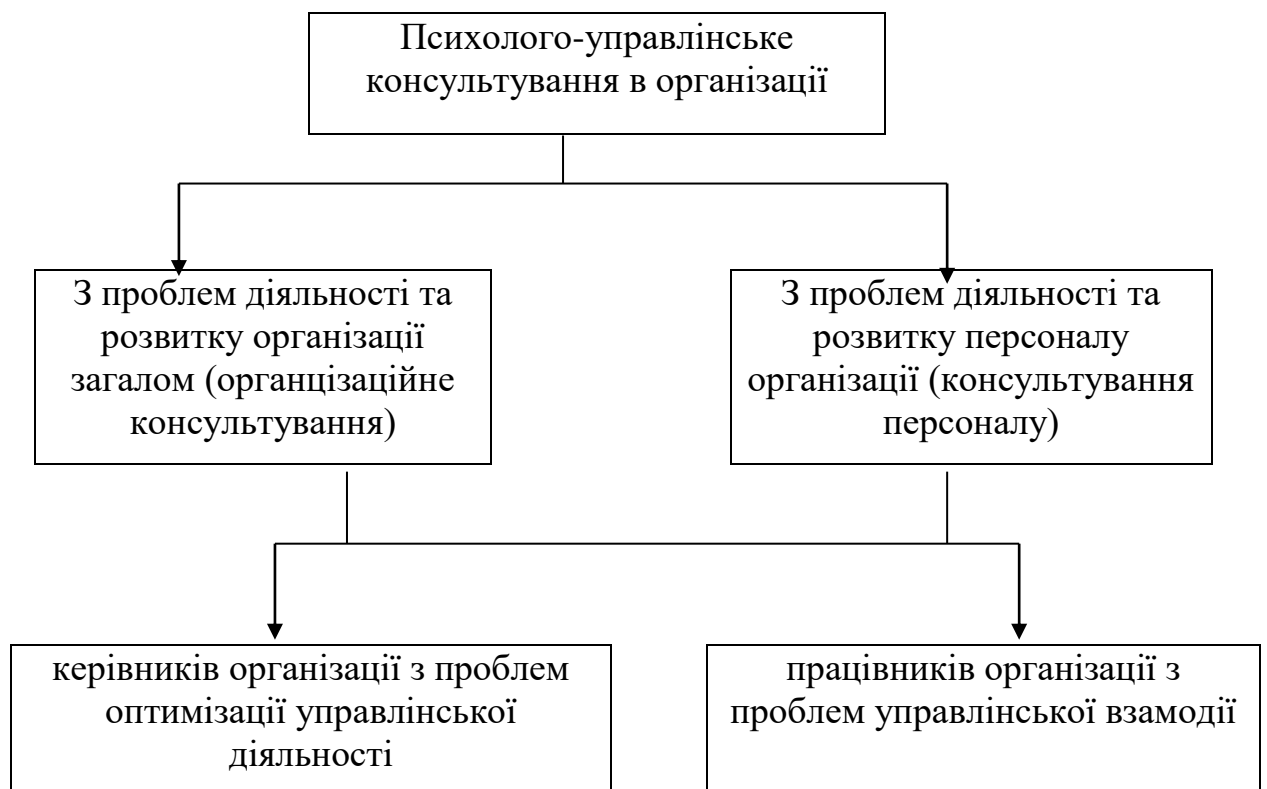 Психолого-управлінське
консультування в організації
З проблем діяльності та
розвитку організації
загалом (органцізаційне
консультування)
З проблем діяльності та
розвитку персоналу
організації (консультування
персоналу)
керівників організації з проблем
оптимізації управлінської
діяльності
працівників організації з
проблем управлінської взамодії